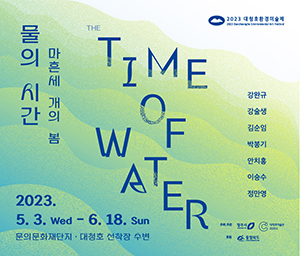 2023 대청호환경미술제
물의 시간
마흔세 개의 봄
THE
TIME
OF
WATER
강완규
강술생
김순임
박봉기
안치홍
이승수
정만영
2023.
5. 3. Wed – 6. 18. Sun
문의문화재단지 · 대청호 선착장 수변